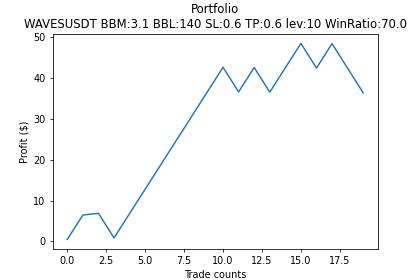 Portfolio
WAVESUSDT BBM:3.1 BBL:140 SL:0.6 TP:0.6 lev:10 WinRatio:70.0
50
40
30
20
10
0
Profit ($)
0.0 2.5 5.0 7.5 10.0 12.5 15.0 17.5
Trade counts